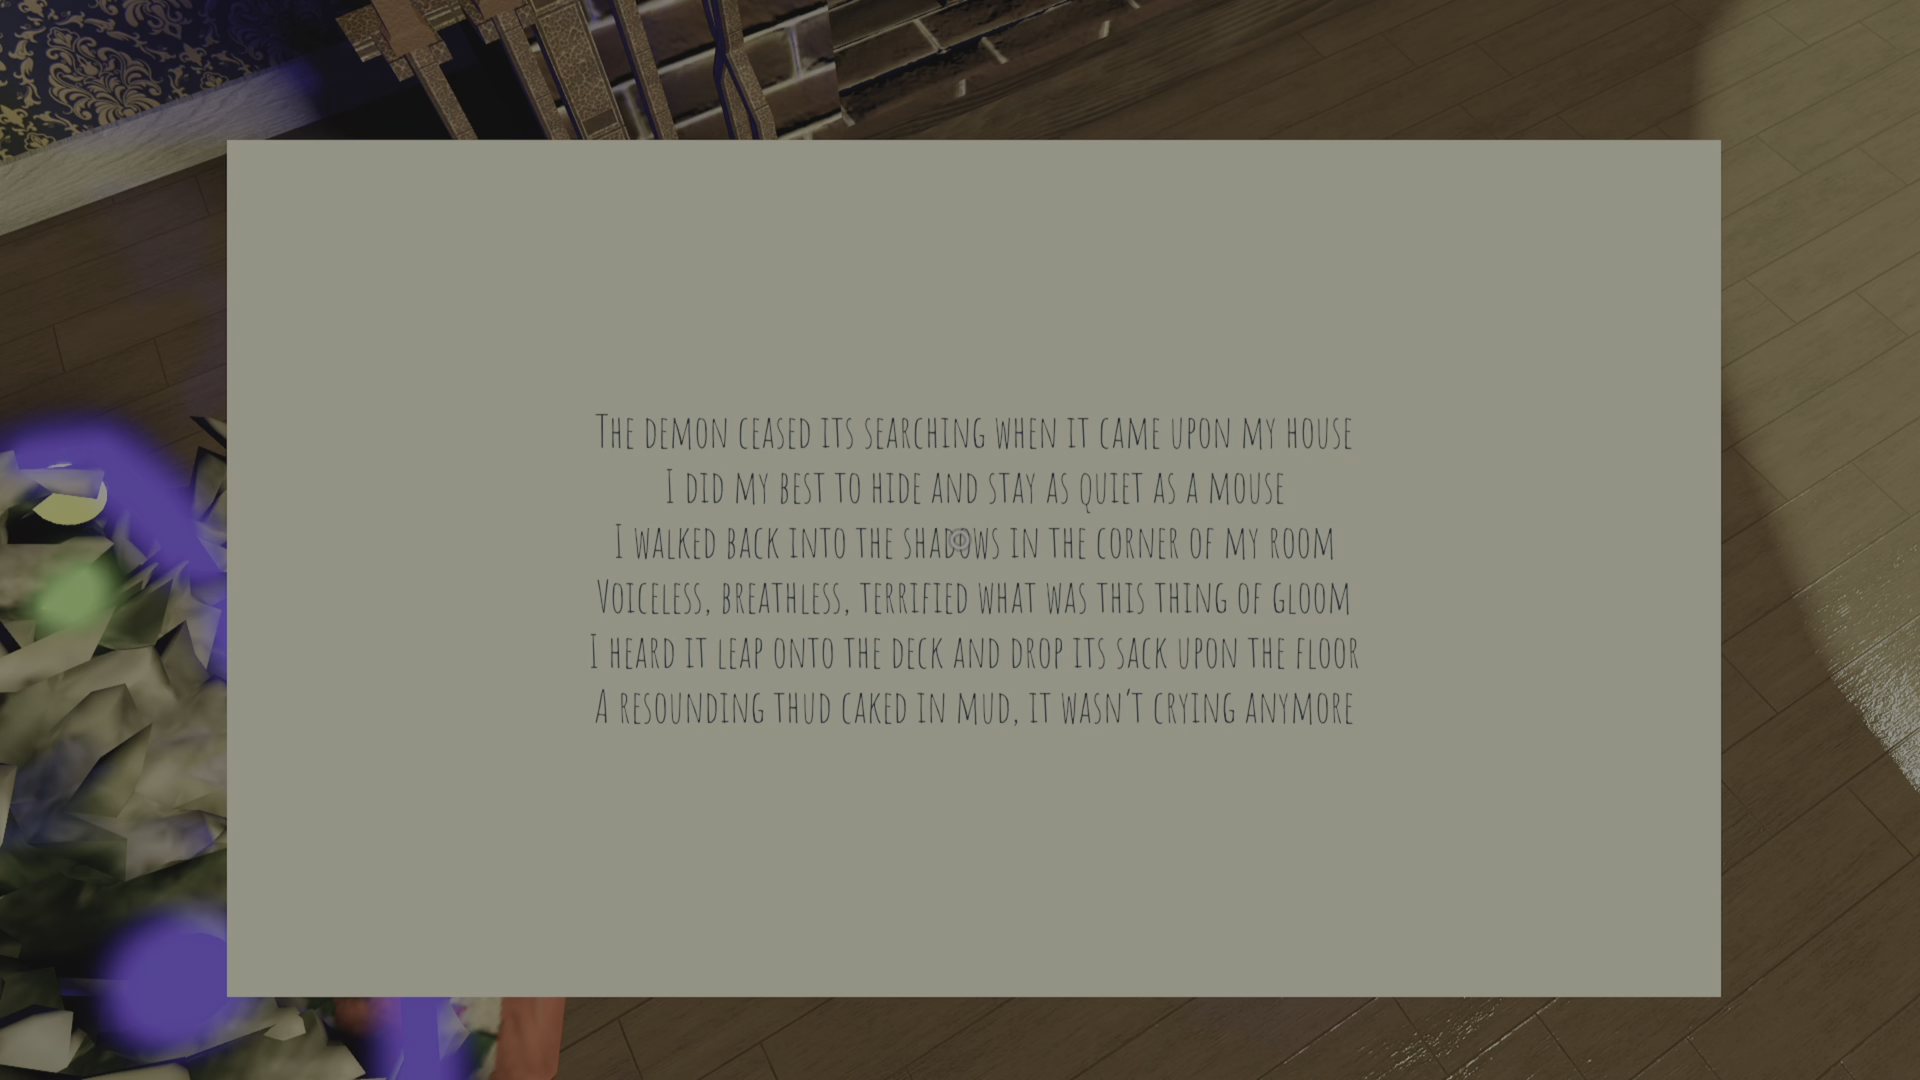 The demon ceased its searching when it came upon my house
I did my best to hide and stay as quiet as a mouse
I walked back into the shadows in the corner of my room
Voiceless, breathless, terrified what was this thing of gloom
I heard it leap onto the deck and drop its sack upon the floor
A resounding thud caked in mud, it wasn't crying anymore